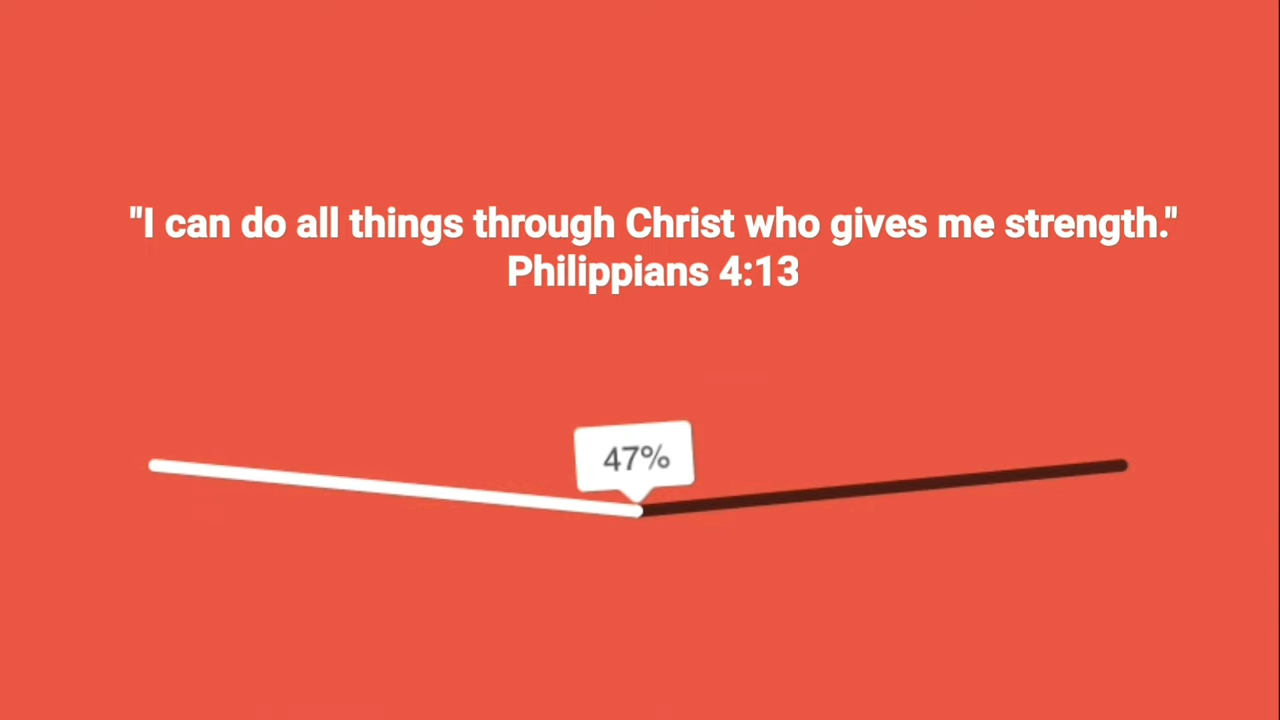 "I can do all things through Christ who gives me strength."
Philippians 4:13
47%